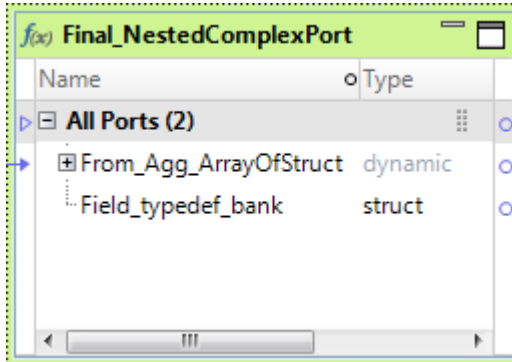 f(x) Final_NestedComplexPort
Name Type
All Ports (2)
From_Agg_ArrayOfStruct dynamic
Field_typedef_bank struct